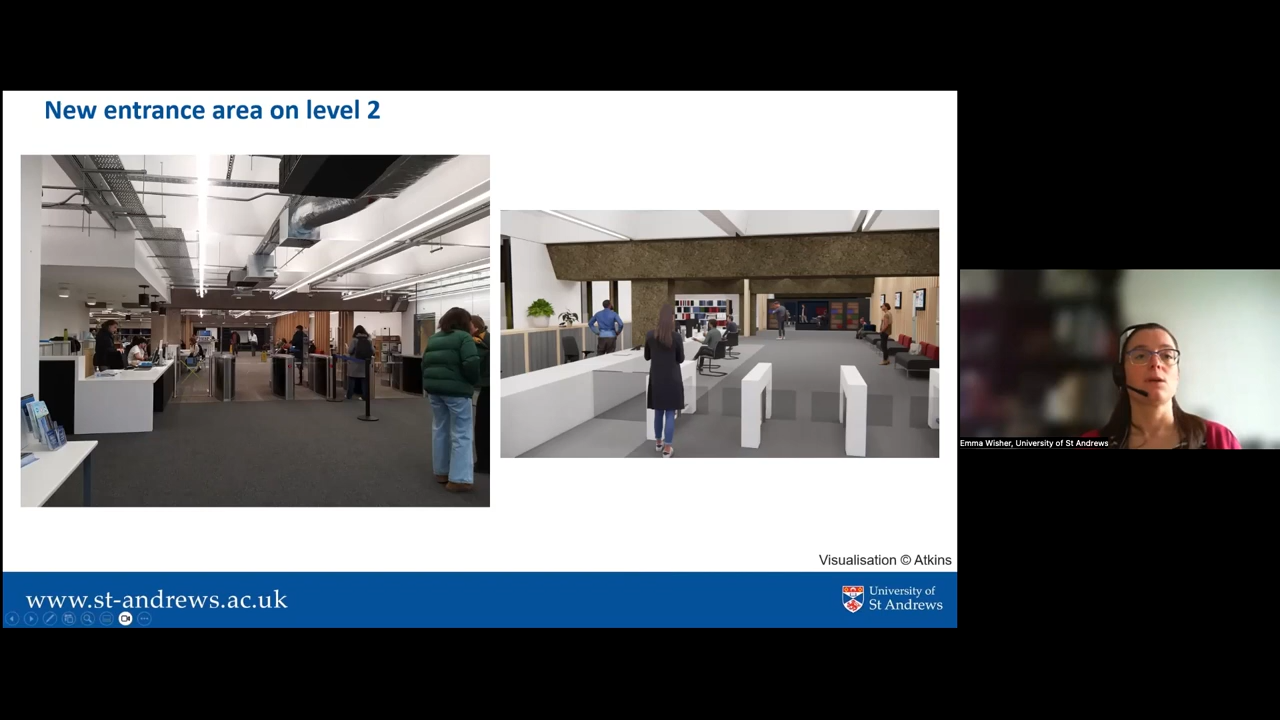 New entrance area on level 2
Visualisation © Atkins
www.st-andrews.ac.uk
University of
St Andrews
Emma Wisher, University of St Andrews